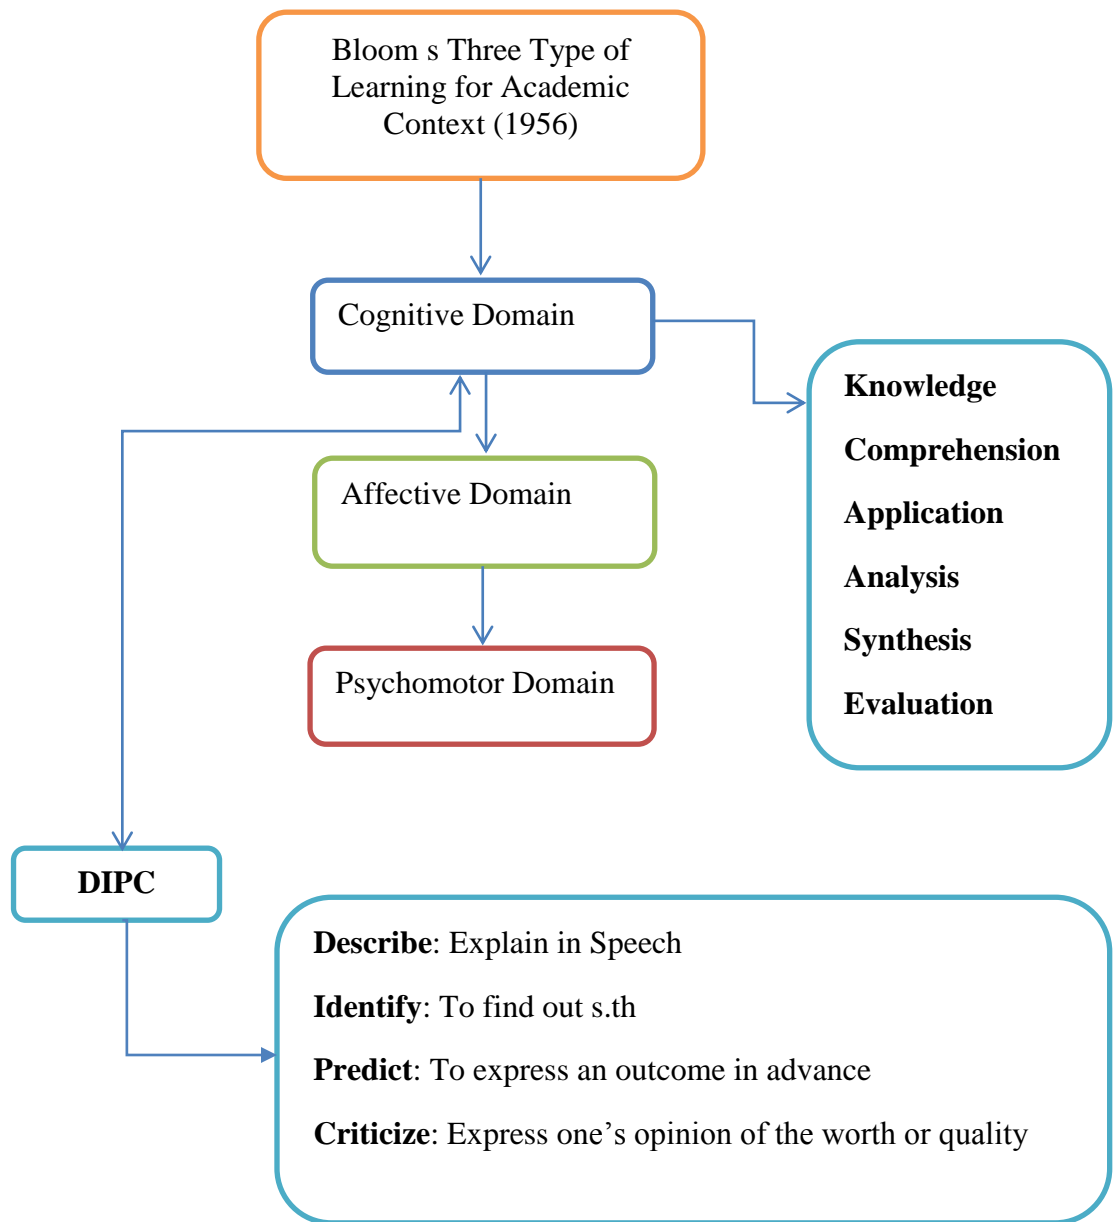 Bloom s Three Type of
Learning for Academic
Context (1956)
Cognitive Domain
Knowledge
Comprehension
Application
Analysis
Synthesis
Evaluation
Affective Domain
Psychomotor Domain
DIPC
Describe: Explain in Speech
Identify: To find out s.th
Predict: To express an outcome in advance
Criticize: Express one’s opinion of the worth or quality